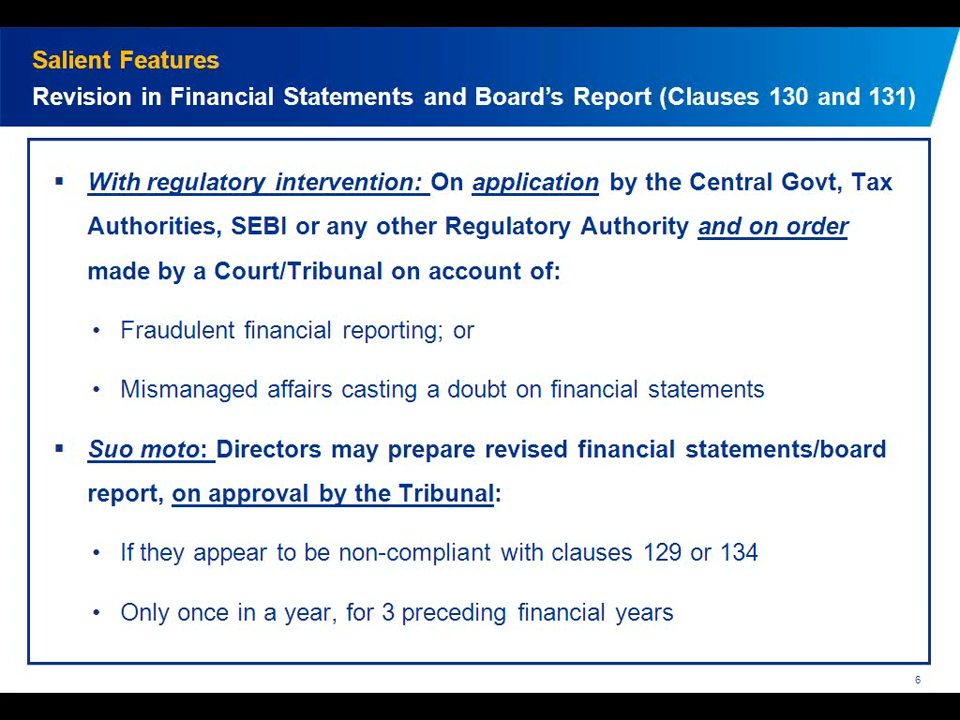 Salient Features
Revision in Financial Statements and Board’s Report (Clauses 130 and 131)
▪ With regulatory intervention: On application by the Central Govt, Tax
Authorities, SEBI or any other Regulatory Authority and on order
made by a Court/Tribunal on account of:
• Fraudulent financial reporting; or
• Mismanaged affairs casting a doubt on financial statements
▪ Suo moto: Directors may prepare revised financial statements/board
report, on approval by the Tribunal:
• If they appear to be non-compliant with clauses 129 or 134
• Only once in a year, for 3 preceding financial years
6